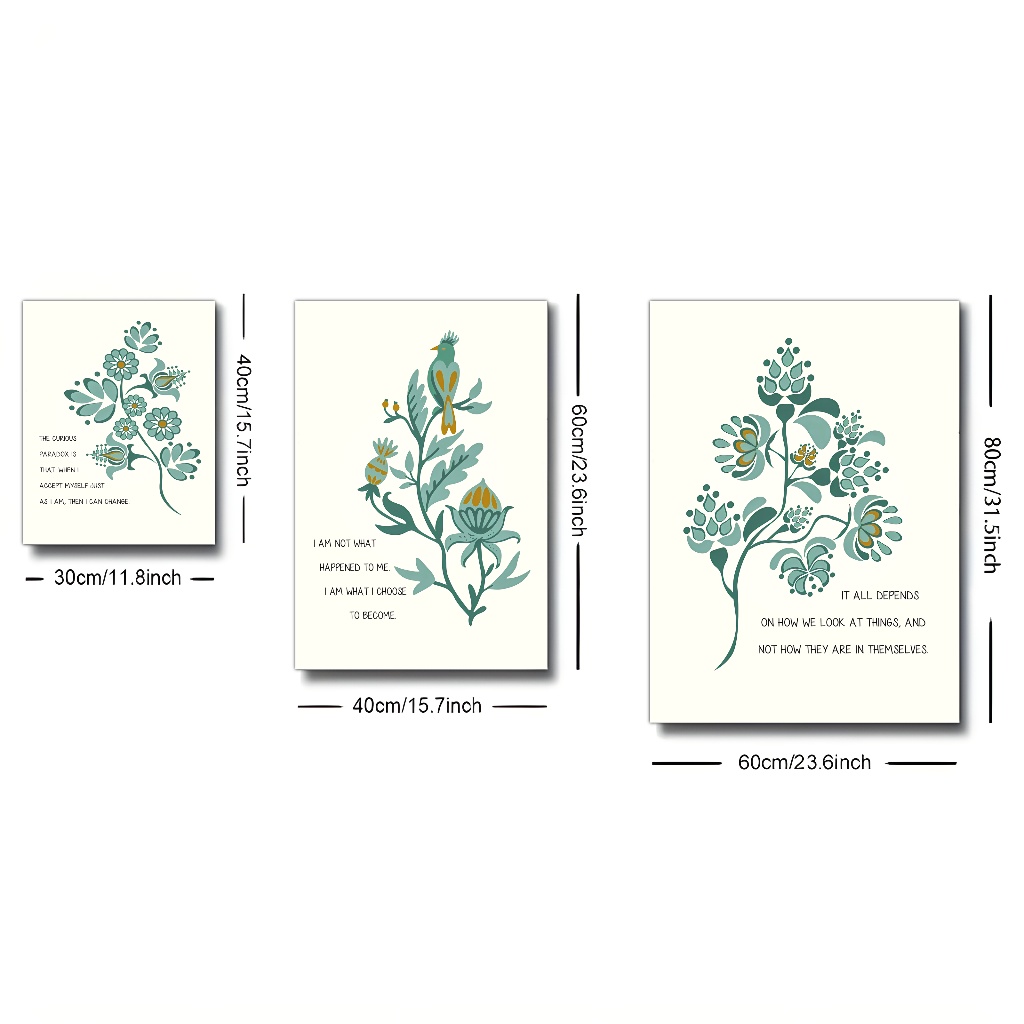 THE CURIOUS
PARADOX IS
THAT WHEN I
ACCEPT MYSELF JUST
AS I AM, THEN I CAN CHANGE
40cm/15.7inch
30cm/11.8inch
I AM NOT WHAT
HAPPENED TO ME.
I AM WHAT I CHOOSE
TO BECOME.
60cm/23.6inch
40cm/15.7inch
IT ALL DEPENDS
ON HOW WE LOOK AT THINGS, AND
NOT HOW THEY ARE IN THEMSELVES.
80cm/31.5inch
60cm/23.6inch